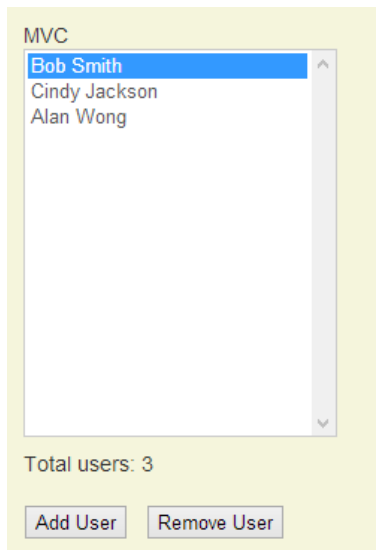 MVC
Bob Smith
Cindy Jackson
Alan Wong
Total users: 3
Add User Remove User